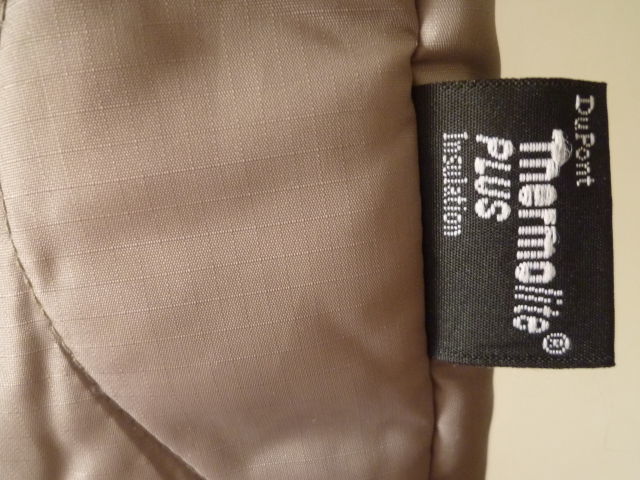 DuPont
Thermolite®
PLUS
Insulation